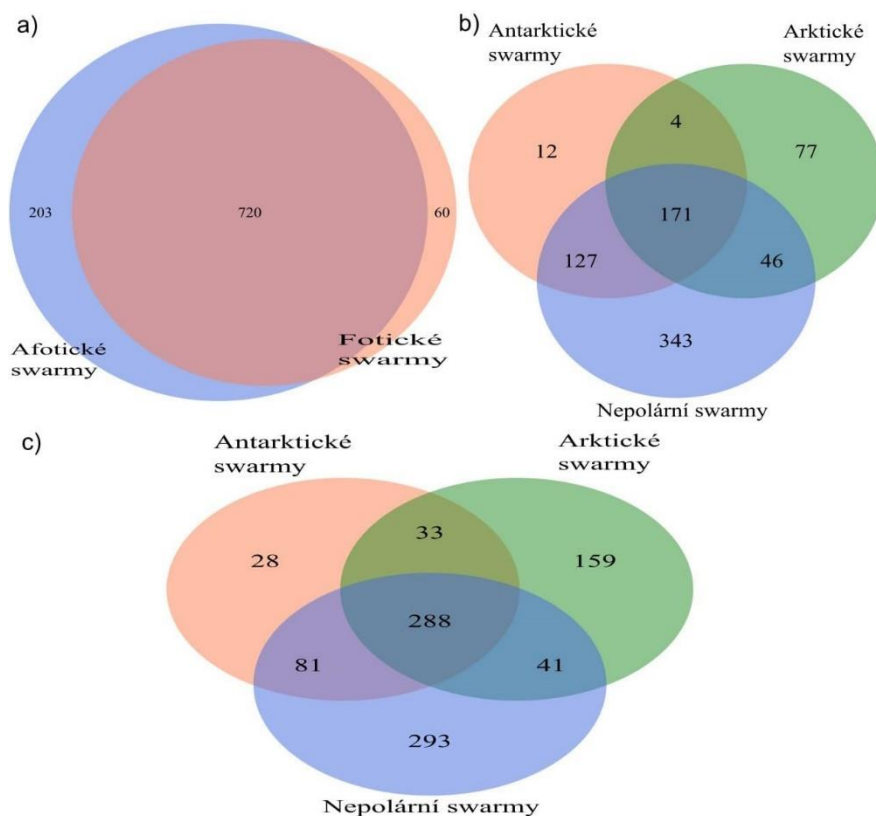 a)
203
720
60
Afotické
swarmy
Fotické
swarmy
b)
Antarktické
swarmy
Arktické
swarmy
12
4
77
171
127
46
343
Nepolární swarmy
c)
Antarktické
swarmy
Arktické
swarmy
28
33
159
288
81
41
293
Nepolární swarmy